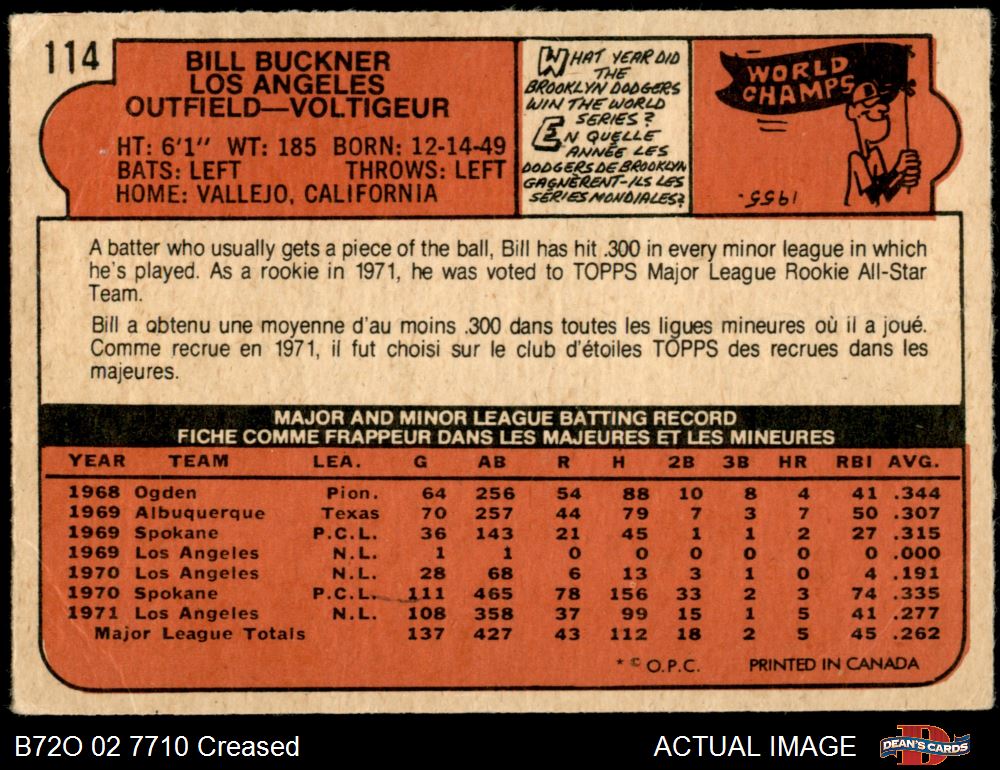 114
BILL BUCKNER
LOS ANGELES
OUTFIELD—VOLTIGEUR
HT: 6'1" WT: 185 BORN: 12-14-49
BATS: LEFT THROWS: LEFT
HOME: VALLEJO, CALIFORNIA
WHAT YEAR DID
THE
BROOKLYN DODGERS
WIN THE WORLD
SERIES?
EN QUELLE
ANNÉE LES
DODGERS DE BROOKLYN
GAGNÈRENT-ILS LES
SÉRIES MONDIALES?
WORLD
CHAMPS
1955.
A batter who usually gets a piece of the ball, Bill has hit .300 in every minor league in which
he's played. As a rookie in 1971, he was voted to TOPPS Major League Rookie All-Star
Team.
Bill a obtenu une moyenne d'au moins .300 dans toutes les ligues mineures où il a joué.
Comme recrue en 1971, il fut choisi sur le club d'étoiles TOPPS des recrues dans les
majeures.
MAJOR AND MINOR LEAGUE BATTING RECORD
FICHE COMME FRAPPEUR DANS LES MAJEURES ET LES MINEURES
YEAR TEAM LEA. G AB R H 2B 3B HR RBI AVG.
1968 Ogden Pion. 64 256 54 88 10 8 4 41 .344
1969 Albuquerque Texas 70 257 44 79 7 3 7 50 .307
1969 Spokane P.C.L. 36 143 21 45 1 1 2 27 .315
1969 Los Angeles N.L. 1 1 0 0 0 0 0 0 .000
1970 Los Angeles N.L. 28 68 6 13 3 1 0 4 .191
1970 Spokane P.C.L. 111 465 78 156 33 2 3 74 .335
1971 Los Angeles N.L. 108 358 37 99 15 1 5 41 .277
Major League Totals 137 427 43 112 18 2 5 45 .262
* © O.P.C. PRINTED IN CANADA
B72O 02 7710 Creased
ACTUAL IMAGE
D
DEAN'S CARDS